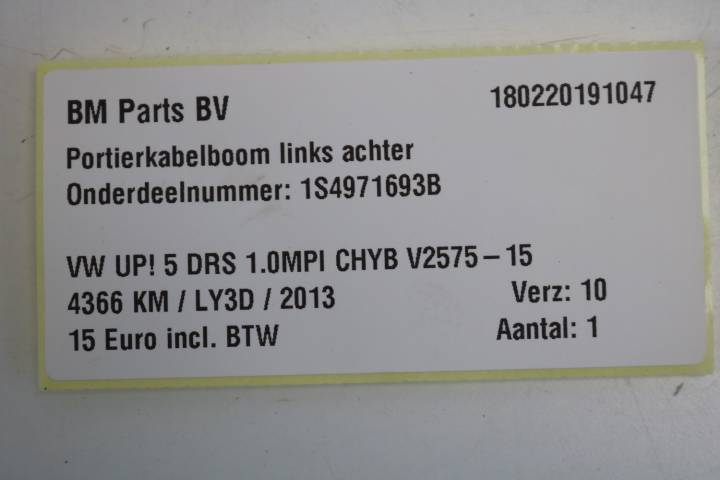 BM Parts BV
180220191047
Portierkabelboom links achter
Onderdeelnummer: 1S4971693B
VW UP! 5 DRS 1.0MPI CHYB V2575-15
4366 KM / LY3D / 2013
Verz: 10
15 Euro incl. BTW
Aantal: 1